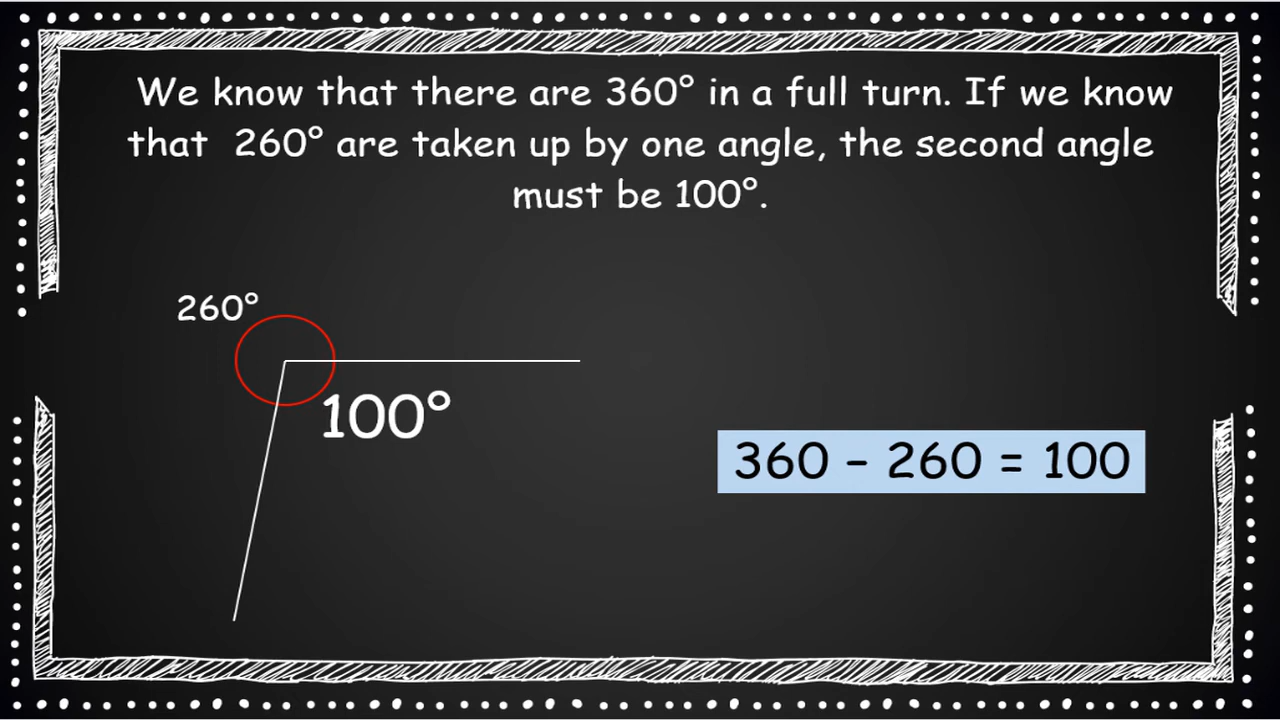 We know that there are 360° in a full turn. If we know
that 260° are taken up by one angle, the second angle
must be 100°.
260°
100°
360 – 260 = 100